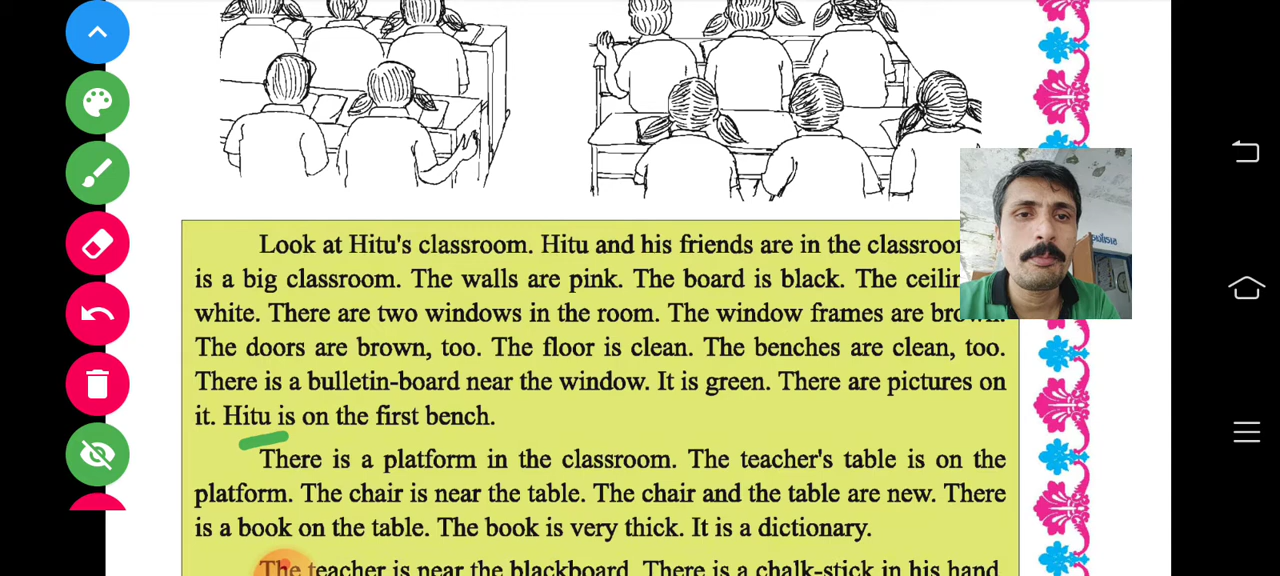 Look at Hitu's classroom. Hitu and his friends are in the
is a big classroom. The walls are pink. The board is black. The
white. There are two windows in the room. The window frames are brown.
The doors are brown, too. The floor is clean. The benches are clean, too.
There is a bulletin-board near the window. It is green. There are pictures on
it. Hitu is on the first bench.
There is a platform in the classroom. The teacher's table is on the
platform. The chair is near the table. The chair and the table are new. There
is a book on the table. The book is very thick. It is a dictionary.
The teacher is near the blackboard. There is a chalk-stick in his hand.